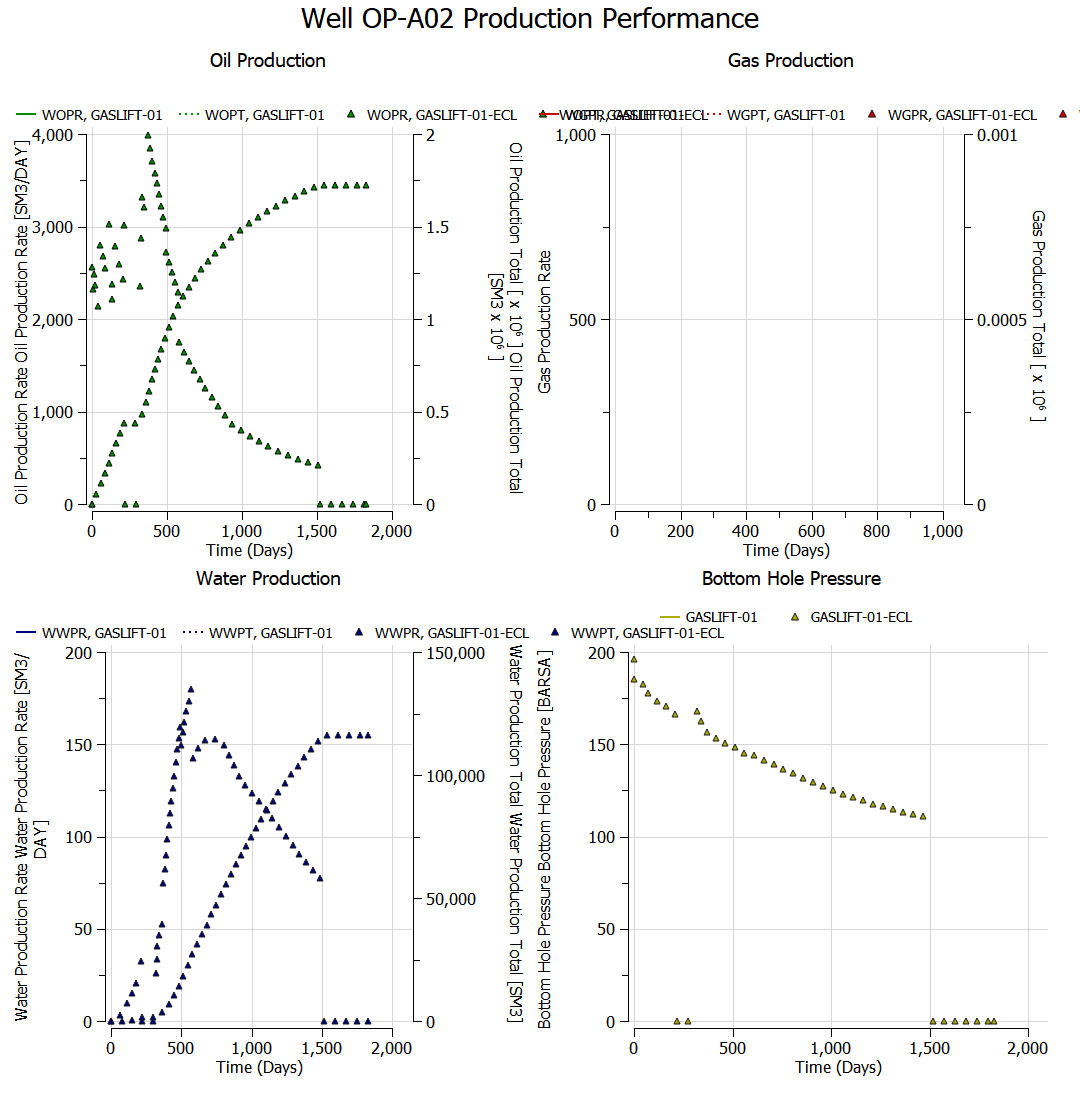 Well OP-A02 Production Performance
Oil Production
WOPR, GASLIFT-01
WOPT, GASLIFT-01
WOPR, GASLIFT-01-ECL
WOPT, GASLIFT-01-ECL
4,000
3,000
2,000
1,000
0
Oil Production Rate Oil Production Rate [SM3/DAY]
2
1.5
1
0.5
0
Oil Production Total [ x 10⁶ ] Oil Production Total
[SM3 x 10⁶ ]
0
500
1,000
1,500
2,000
Time (Days)
Gas Production
WGPR, GASLIFT-01
WGPT, GASLIFT-01
WGPR, GASLIFT-01-ECL
W
1,000
500
0
Gas Production Rate
0.001
0.0005
0
Gas Production Total [ x 10⁶ ]
0
200
400
600
800
1,000
Time (Days)
Water Production
WWPR, GASLIFT-01
WWPT, GASLIFT-01
WWPR, GASLIFT-01-ECL
WWPT, GASLIFT-01-ECL
200
150
100
50
0
Water Production Rate Water Production Rate [SM3/
DAY]
150,000
100,000
50,000
0
Water Production Total Water Production Total [SM3]
0
500
1,000
1,500
2,000
Time (Days)
Bottom Hole Pressure
GASLIFT-01
GASLIFT-01-ECL
200
150
100
50
0
Bottom Hole Pressure Bottom Hole Pressure [BARSA]
0
500
1,000
1,500
2,000
Time (Days)